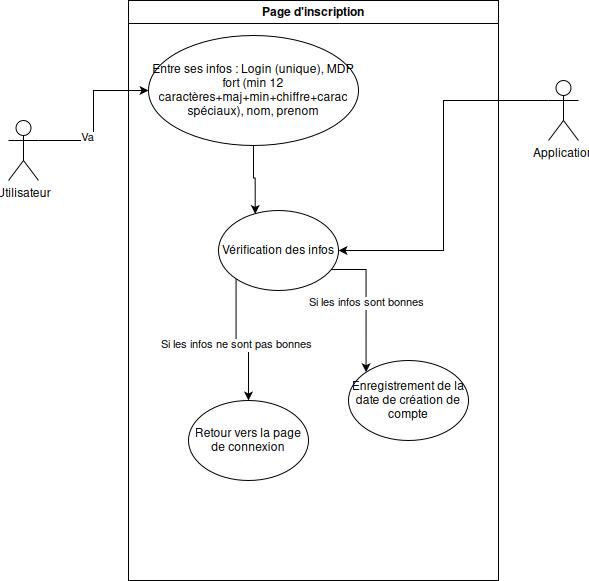 Page d'inscription
Entre ses infos : Login (unique), MDP
fort (min 12
caractères+maj+min+chiffre+carac
spéciaux), nom, prenom
Va
Utilisateur
Application
Vérification des infos
Si les infos sont bonnes
Si les infos ne sont pas bonnes
Enregistrement de la
date de création de
compte
Retour vers la page
de connexion